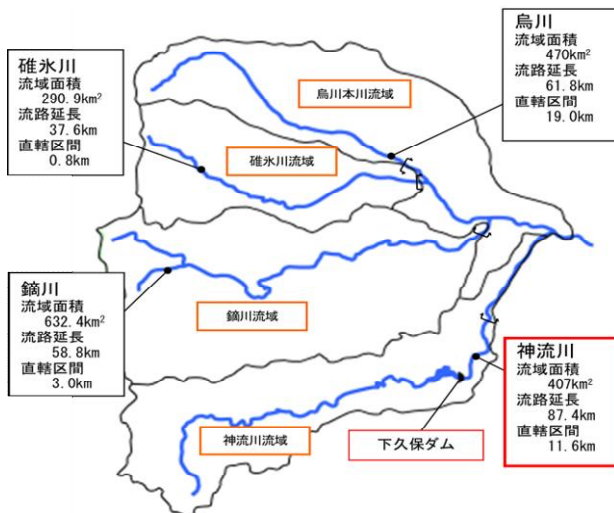 烏川
流域面積
470km²
流路延長
61.8km
直轄区間
19.0km
碓氷川
流域面積
290.9km²
流路延長
37.6km
直轄区間
0.8km
烏川本川流域
碓氷川流域
鏑川
流域面積
632.4km²
流路延長
58.8km
直轄区間
3.0km
鏑川流域
神流川
流域面積
407km²
流路延長
87.4km
直轄区間
11.6km
神流川流域
下久保ダム